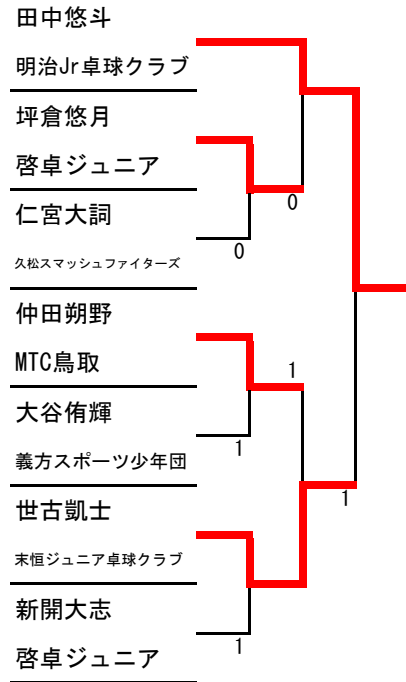 田中悠斗
明治Jr卓球クラブ
坪倉悠月
啓卓ジュニア
0
仁宮大詞
0
久松スマッシュファイターズ
仲田朔野
MTC鳥取
1
大谷侑輝
1
義方スポーツ少年団
1
世古凱士
末恒ジュニア卓球クラブ
新開大志
1
啓卓ジュニア